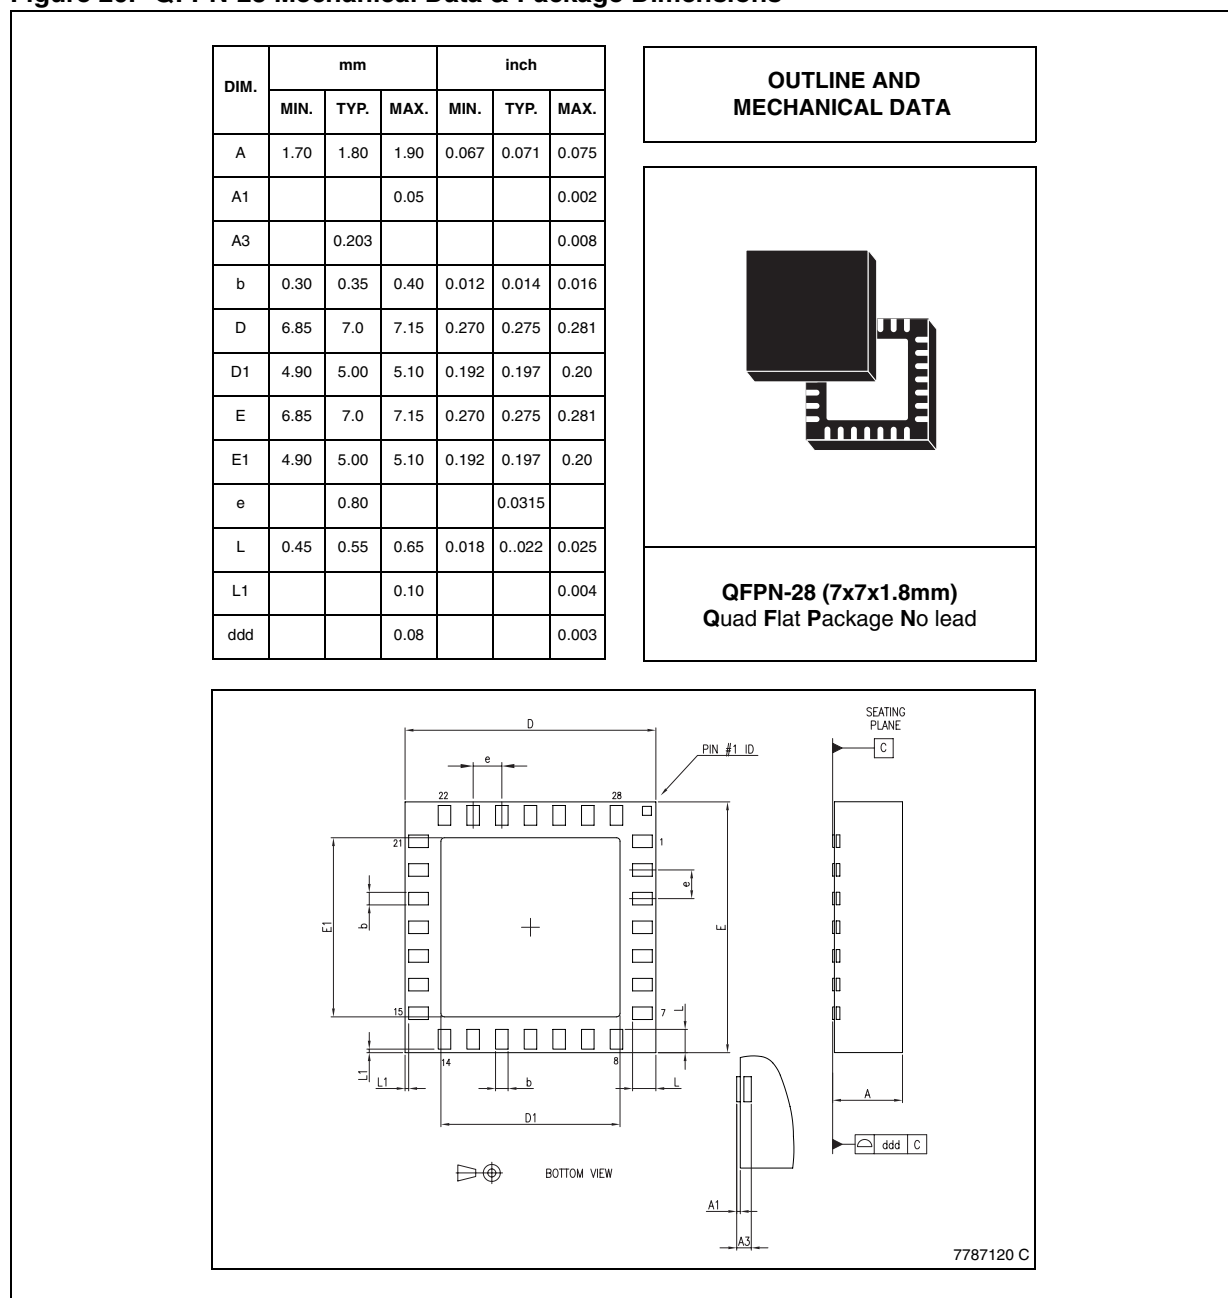 Figure QFPN-28 Mechanical Data & Package Dimensions
DIM. mm inch
MIN. TYP. MAX. MIN. TYP. MAX.
A 1.70 1.80 1.90 0.067 0.071 0.075
A1 0.05 0.002
A3 0.203 0.008
b 0.30 0.35 0.40 0.012 0.014 0.016
D 6.85 7.0 7.15 0.270 0.275 0.281
D1 4.90 5.00 5.10 0.192 0.197 0.20
E 6.85 7.0 7.15 0.270 0.275 0.281
E1 4.90 5.00 5.10 0.192 0.197 0.20
e 0.80 0.0315
L 0.45 0.55 0.65 0.018 0..022 0.025
L1 0.10 0.004
ddd 0.08 0.003
OUTLINE AND
MECHANICAL DATA
QFPN-28 (7x7x1.8mm)
Quad Flat Package No lead
D
PIN #1 ID
e
22
28
21
1
e
b
E1
E
15
7
L
14
8
L1
L1
b
L
D1
BOTTOM VIEW
SEATING
PLANE
C
A
ddd C
A1
A3
7787120 C